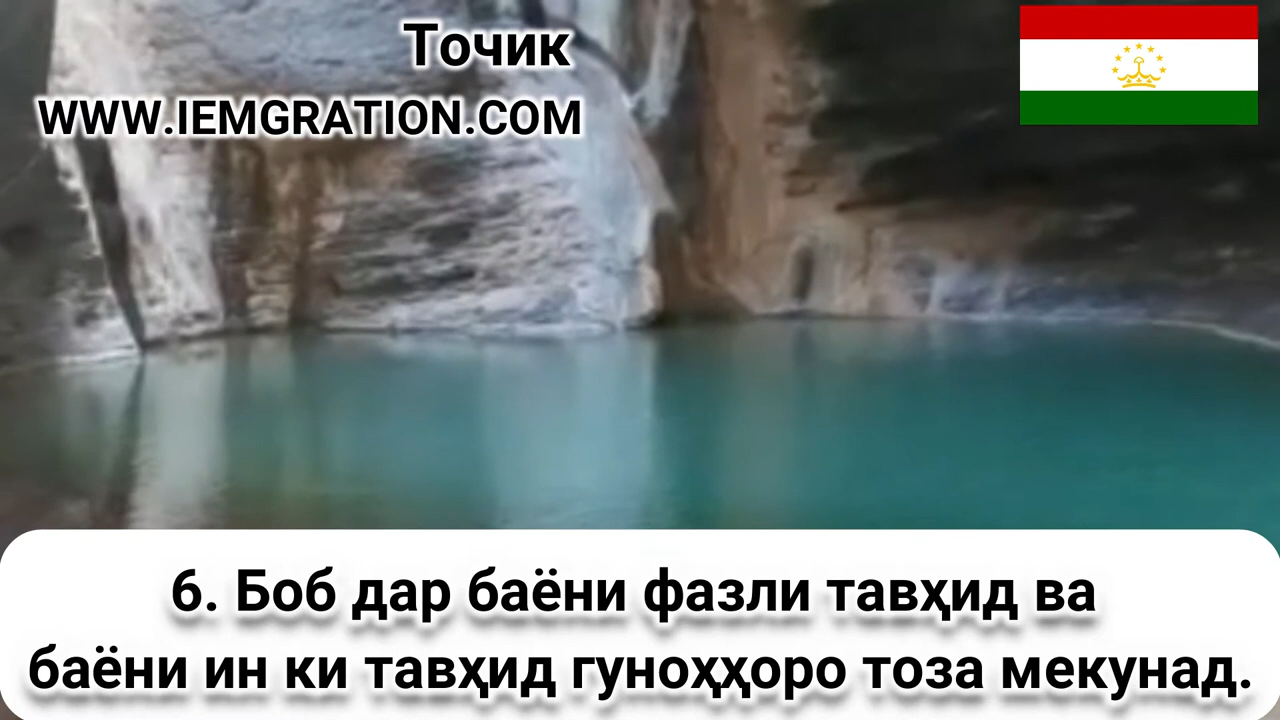 Точик
WWW.IEMGRATION.COM
6. Боб дар баёни фазли тавҳид ва
баёни ин ки тавҳид гуноҳҳоро тоза мекунад.